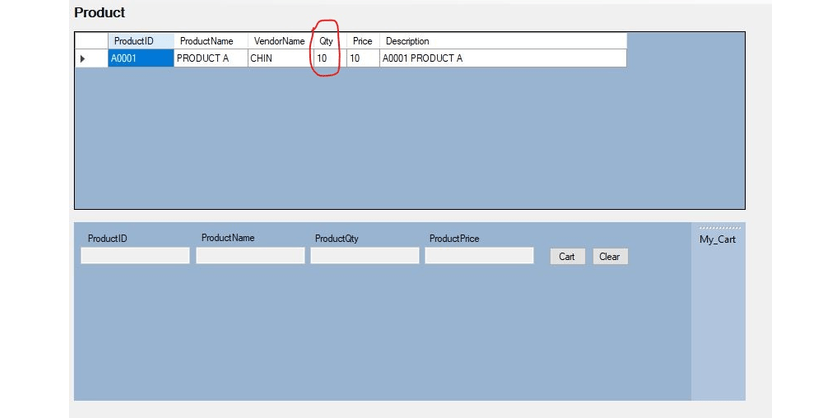 Product
ProductID ProductName VendorName Qty Price Description
A0001 PRODUCT A CHIN 10 10 A0001 PRODUCT A
ProductID ProductName ProductQty ProductPrice My_Cart
Cart Clear